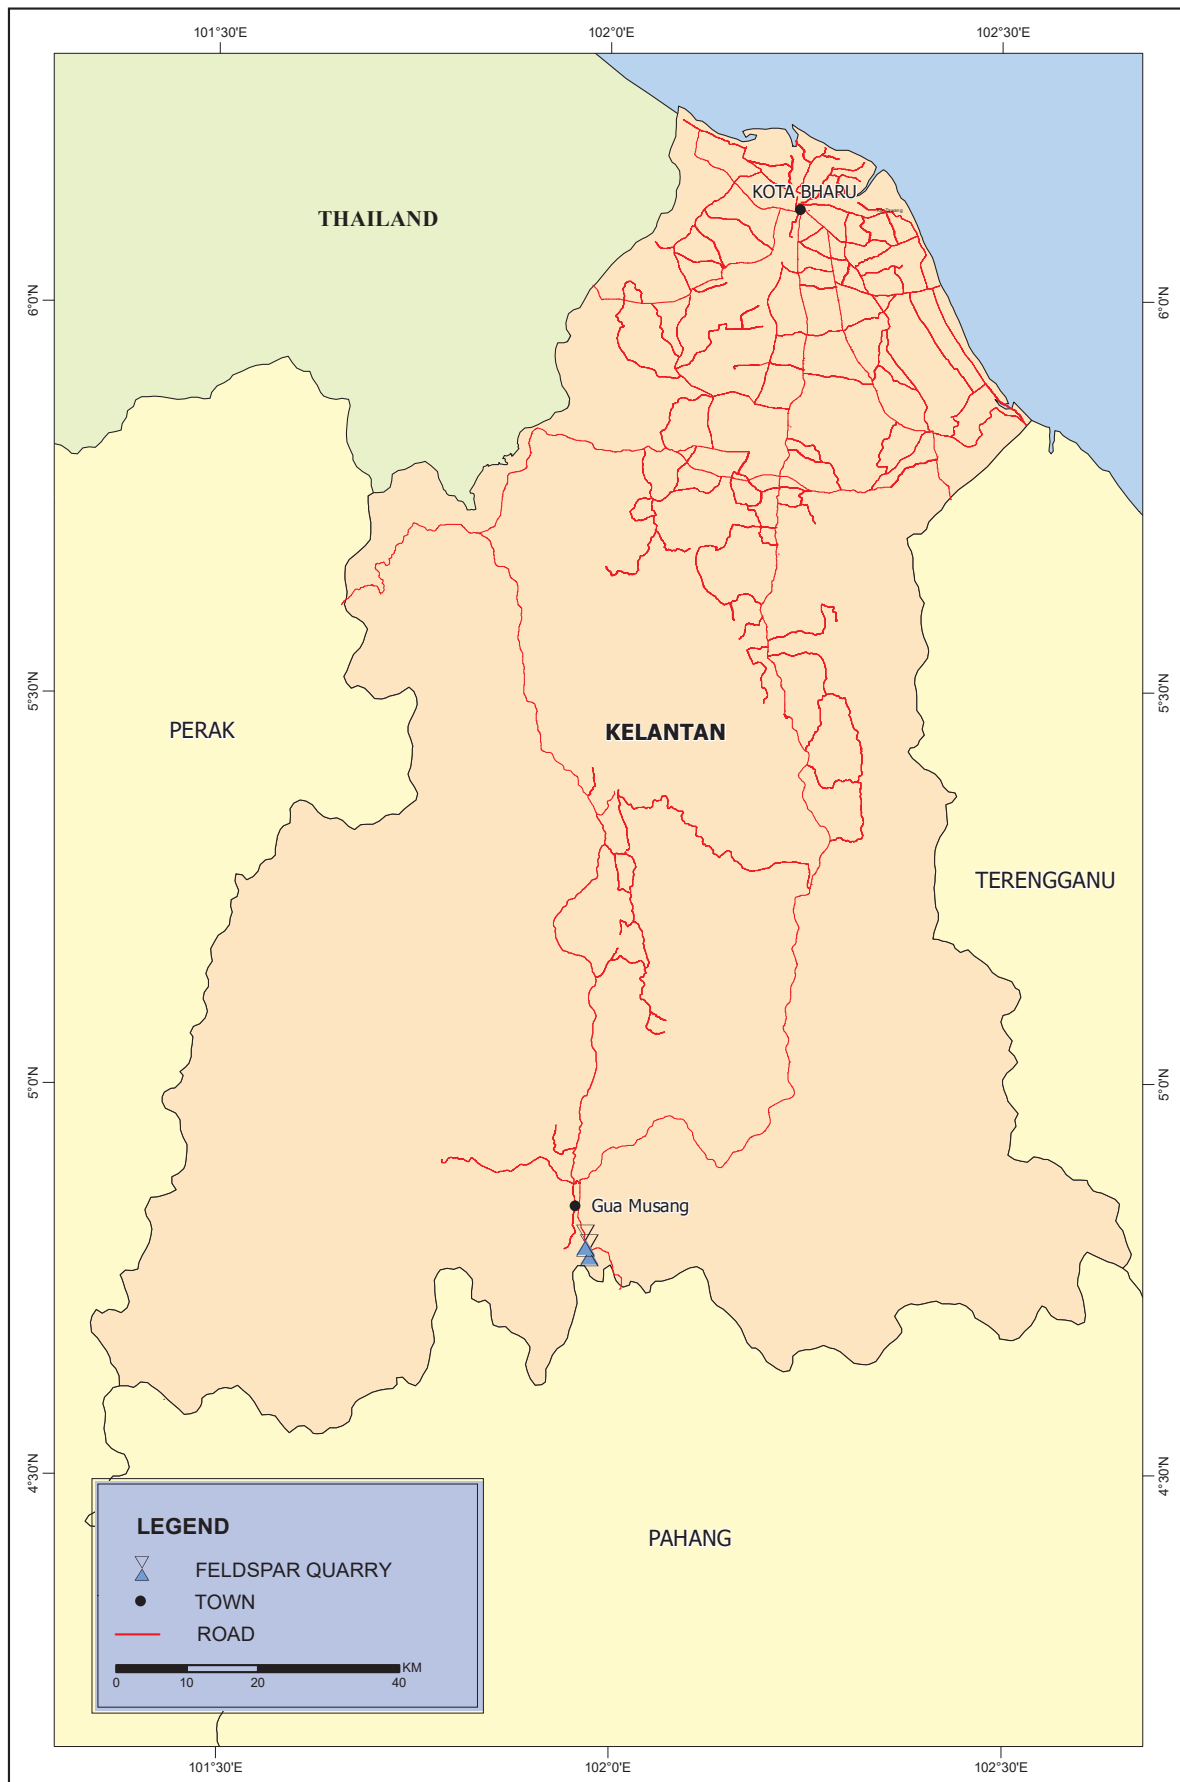 101°30'E
102°0'E
102°30'E
KOTA BHARU
THAILAND
6°0'N
6°0'N
5°30'N
5°30'N
PERAK
KELANTAN
TERENGGANU
5°0'N
5°0'N
Gua Musang
4°30'N
4°30'N
PAHANG
LEGEND
FELDSPAR QUARRY
TOWN
ROAD
KM
0 10 20 40
101°30'E
102°0'E
102°30'E